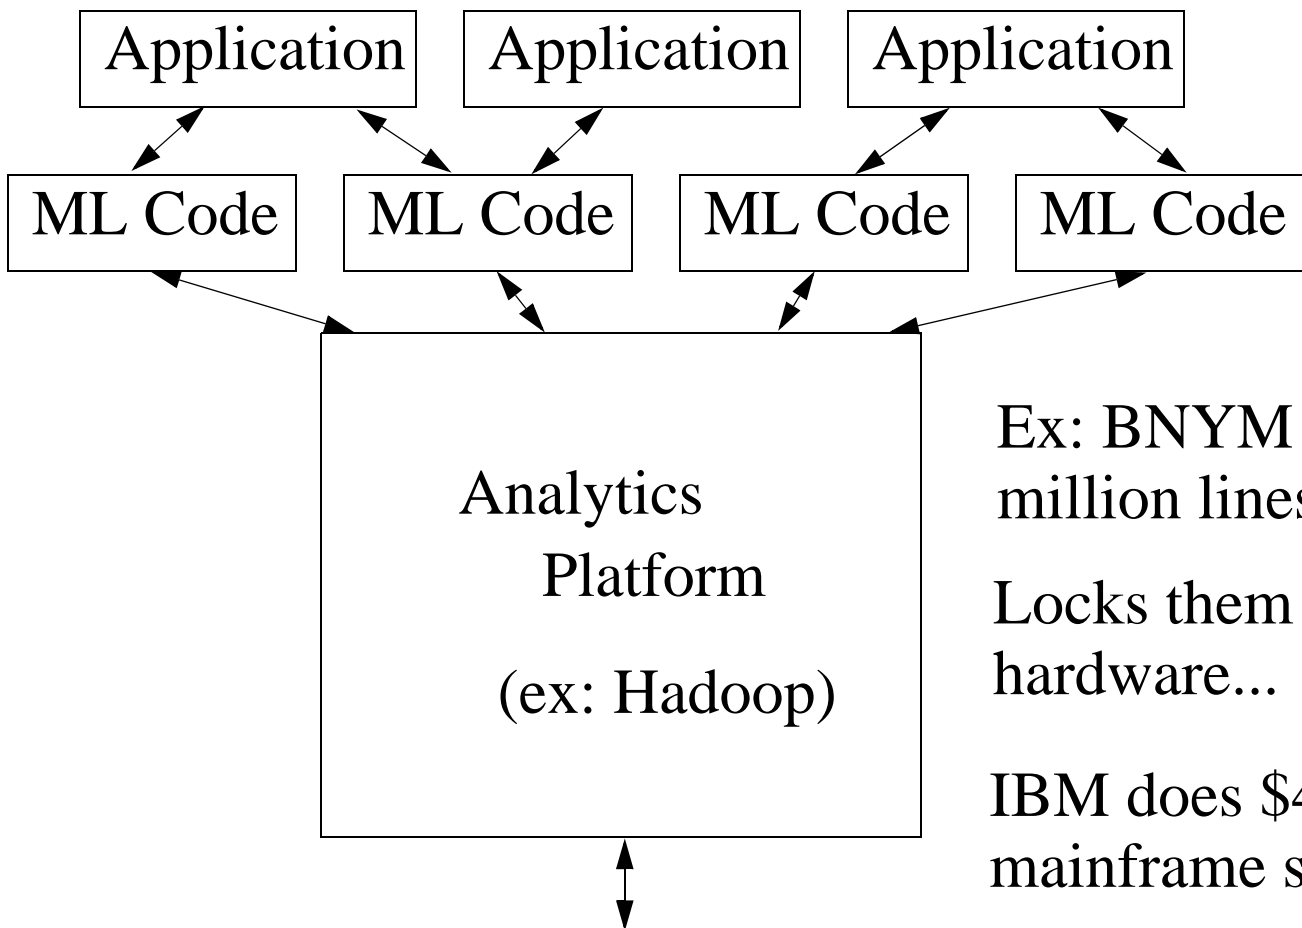 Application
Application
Application
ML Code
ML Code
ML Code
ML Code
Analytics
Platform
(ex: Hadoop)
Ex: BNYM
million
Locks them
hardware...
IBM does
mainframe